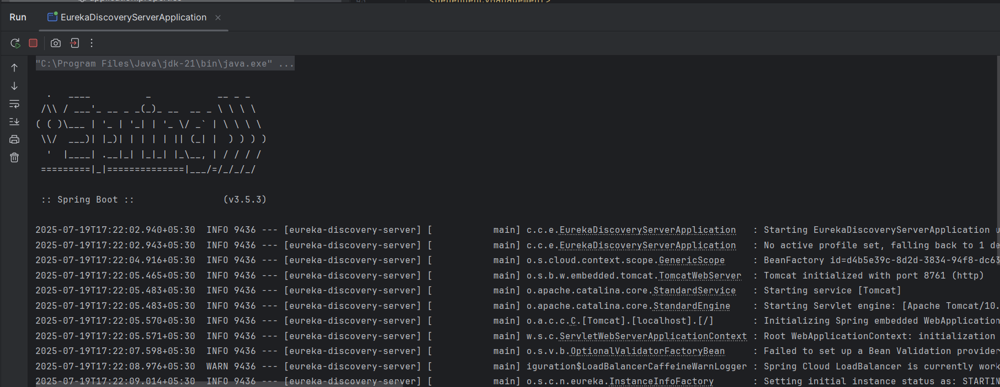 application.properties
93 <dependencyManagement>
Run EurekaDiscoveryServerApplication
"C:\Program Files\Java\jdk-21\bin\java.exe" ...
  .   ____          _            __ _ _
 /\\ / ___'_ __ _ _(_)_ __  __ _ \ \ \ \
( ( )\___ | '_ | '_| | '_ \/ _` | \ \ \ \
 \\/  ___)| |_)| | | | | || (_| |  ) ) ) )
  '  |____| .__|_| |_|_| |_\__, | / / / /
 =========|_|==============|___/=/_/_/_/
 :: Spring Boot ::                (v3.5.3)
2025-07-19T17:22:02.940+05:30  INFO 9436 --- [eureka-discovery-server] [           main] c.c.e.EurekaDiscoveryServerApplication   : Starting EurekaDiscoveryServerApplication
2025-07-19T17:22:02.943+05:30  INFO 9436 --- [eureka-discovery-server] [           main] c.c.e.EurekaDiscoveryServerApplication   : No active profile set, falling back to 1 de
2025-07-19T17:22:04.916+05:30  INFO 9436 --- [eureka-discovery-server] [           main] o.s.cloud.context.scope.GenericScope     : BeanFactory id=d4b5e39c-8d2d-3834-94f8-dc63
2025-07-19T17:22:05.465+05:30  INFO 9436 --- [eureka-discovery-server] [           main] o.s.b.w.embedded.tomcat.TomcatWebServer  : Tomcat initialized with port 8761 (http)
2025-07-19T17:22:05.483+05:30  INFO 9436 --- [eureka-discovery-server] [           main] o.apache.catalina.core.StandardService   : Starting service [Tomcat]
2025-07-19T17:22:05.483+05:30  INFO 9436 --- [eureka-discovery-server] [           main] o.apache.catalina.core.StandardEngine    : Starting Servlet engine: [Apache Tomcat/10.
2025-07-19T17:22:05.570+05:30  INFO 9436 --- [eureka-discovery-server] [           main] o.a.c.c.C.[Tomcat].[localhost].[/]       : Initializing Spring embedded WebApplication
2025-07-19T17:22:05.571+05:30  INFO 9436 --- [eureka-discovery-server] [           main] w.s.c.ServletWebServerApplicationContext : Root WebApplicationContext: initialization
2025-07-19T17:22:07.598+05:30  INFO 9436 --- [eureka-discovery-server] [           main] o.s.v.b.OptionalValidatorFactoryBean     : Failed to set up a Bean Validation provider
2025-07-19T17:22:08.976+05:30  WARN 9436 --- [eureka-discovery-server] [           main] iguration$LoadBalancerCaffeineWarnLogger : Spring Cloud LoadBalancer is currently work
2025-07-19T17:22:09.014+05:30  INFO 9436 --- [eureka-discovery-server] [           main] o.s.c.n.eureka.InstanceInfoFactory       : Setting initial instance status as: STARTIN